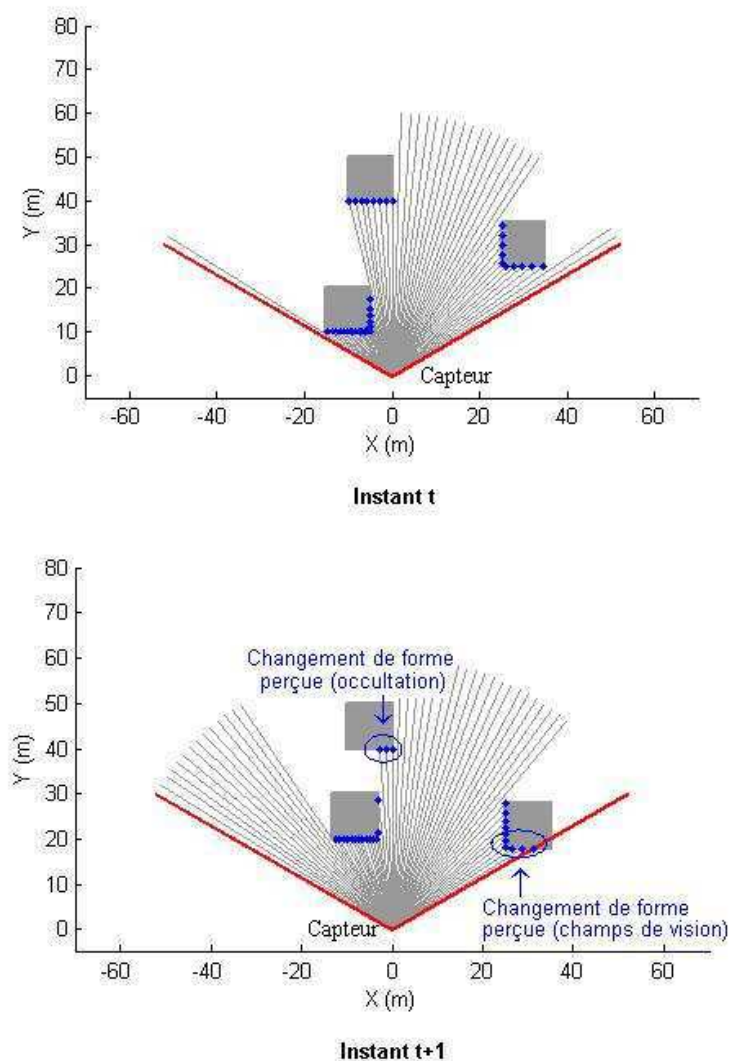 80
70
60
50
40
30
20
10
0
Y (m)
Capteur
-60 -40 -20 0 20 40 60
X (m)
Instant t
80
70
60
50
40
30
20
10
0
Y (m)
Changement de forme
perçue (occultation)
Capteur
Changement de forme
perçue (champs de vision)
-60 -40 -20 0 20 40 60
X (m)
Instant t+1